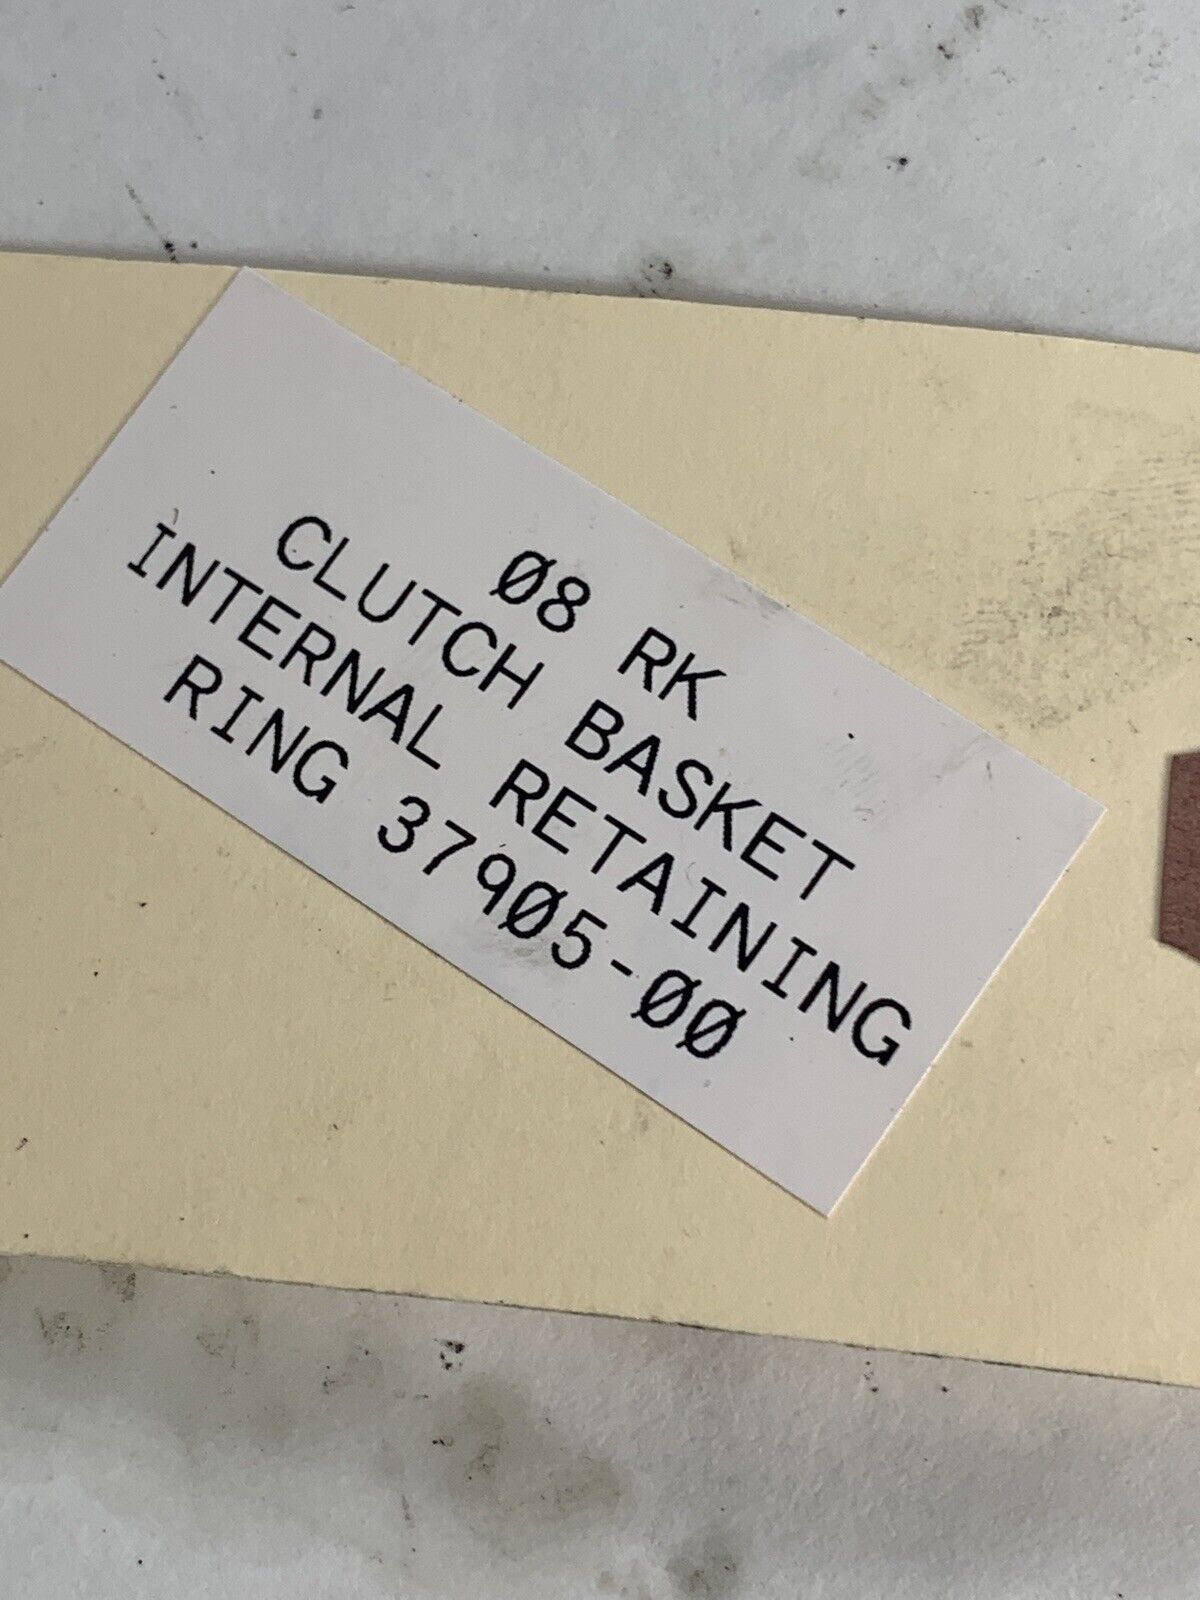 Ø8 RK
CLUTCH BASKET
INTERNAL RETAINING
RING 379Ø5-ØØ